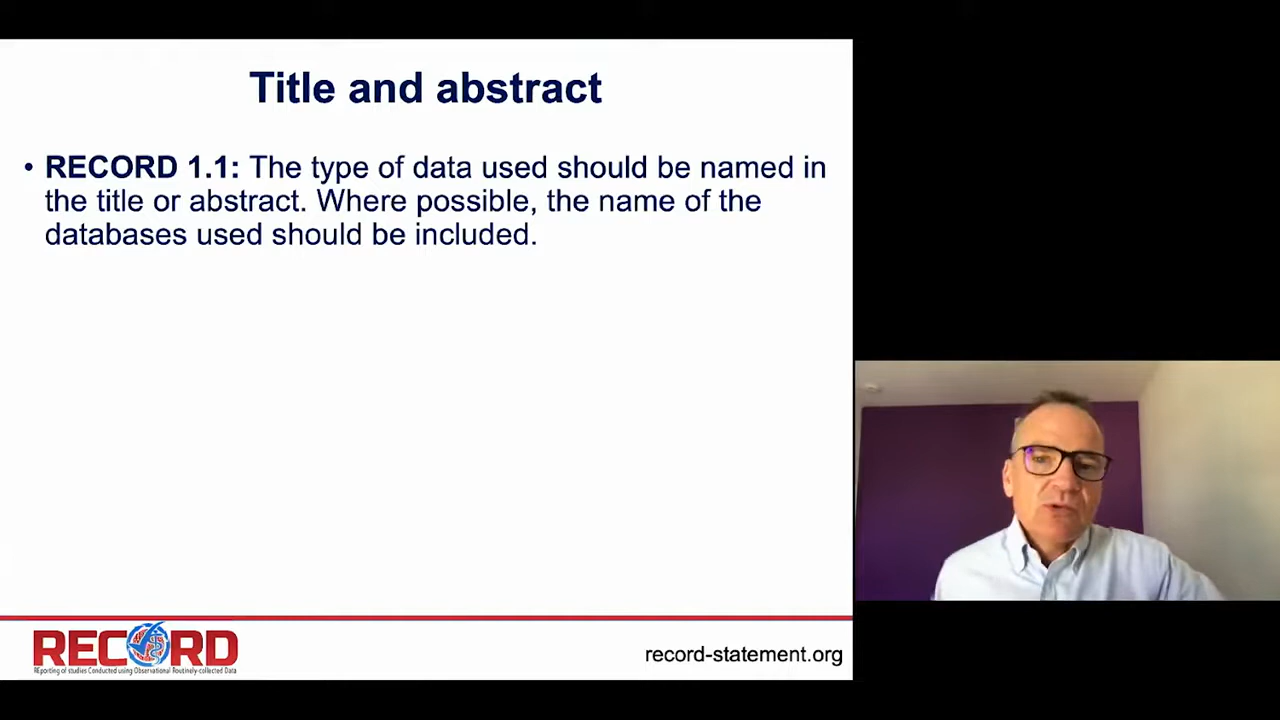 Title and abstract
• RECORD 1.1: The type of data used should be named in
the title or abstract. Where possible, the name of the
databases used should be included.
RECORD
REporting of studies Conducted using Observational Routinely-collected Data
record-statement.org